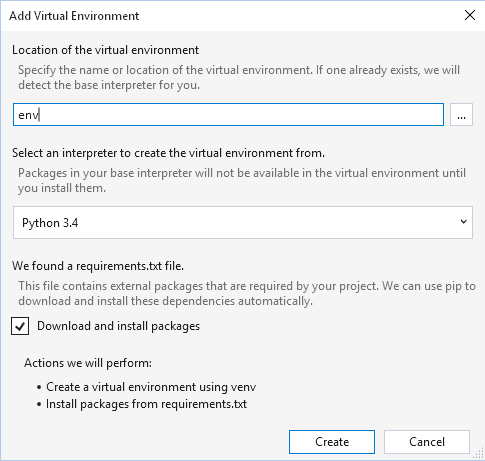 Add Virtual Environment
Location of the virtual environment
Specify the name or location of the virtual environment. If one already exists, we will
detect the base interpreter for you.
env
...
Select an interpreter to create the virtual environment from.
Packages in your base interpreter will not be available in the virtual environment until
you install them.
Python 3.4
We found a requirements.txt file.
This file contains external packages that are required by your project. We can use pip to
download and install these dependencies automatically.
Download and install packages
Actions we will perform:
• Create a virtual environment using venv
• Install packages from requirements.txt
Create
Cancel